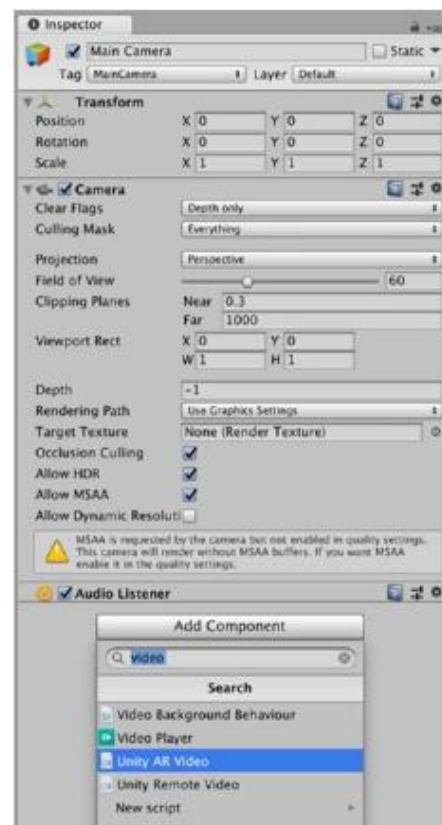 Inspector
Main Camera Static
Tag MainCamera Layer Default
Transform
Position X 0 Y 0 Z 0
Rotation X 0 Y 0 Z 0
Scale X 1 Y 1 Z 1
Camera
Clear Flags Depth only
Culling Mask Everything
Projection Perspective
Field of View 60
Clipping Planes Near 0.3
Far 1000
Viewport Rect X 0 Y 0
W 1 H 1
Depth -1
Rendering Path Use Graphics Settings
Target Texture None (Render Texture)
Occlusion Culling
Allow HDR
Allow MSAA
Allow Dynamic Resoluti
MSAA is requested by the camera but not enabled in quality settings.
This camera will render without MSAA buffers. If you want MSAA
enable it in the quality settings.
Audio Listener
Add Component
video
Search
Video Background Behaviour
Video Player
Unity AR Video
Unity Remote Video
New script